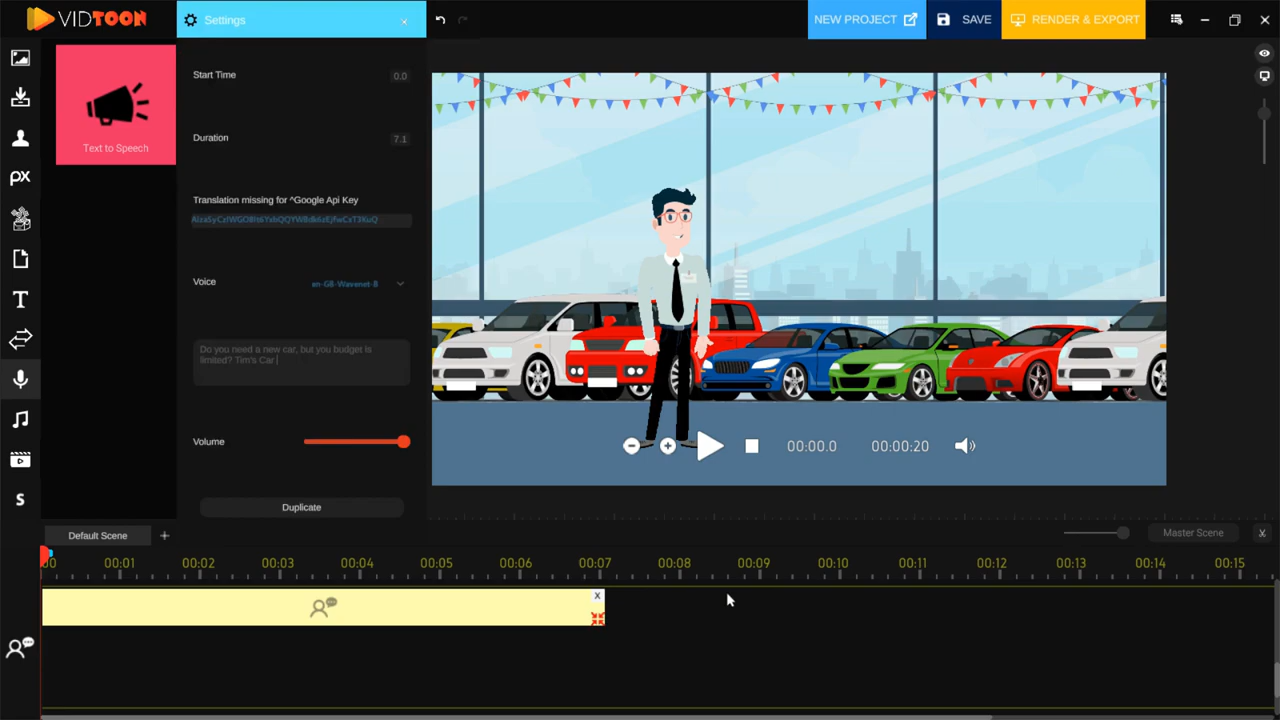 VIDTOON
Settings
NEW PROJECT
SAVE
RENDER & EXPORT
Text to Speech
Start Time
0.0
Duration
7.1
Translation missing for ^Google Api Key
Voice
en-GB-Wavenet-B
Do you need a new car, but you budget is
limited? Tim's Car
Volume
Duplicate
PX
T
S
00:00.0
00:00:20
Default Scene
+
Master Scene
00
00:01
00:02
00:03
00:04
00:05
00:06
00:07
00:08
00:09
00:10
00:11
00:12
00:13
00:14
00:15
X